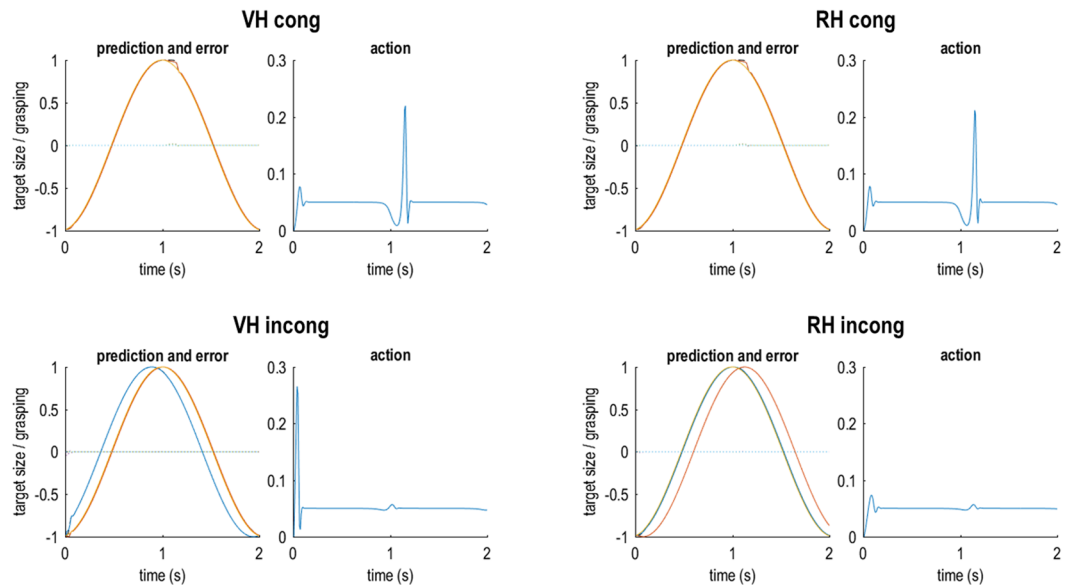 VH cong
prediction and error
action
target size / grasping
1
0.5
0
-0.5
-1
0 1 2
time (s)
0.3
0.2
0.1
0
0 1 2
time (s)
RH cong
prediction and error
action
target size / grasping
1
0.5
0
-0.5
-1
0 1 2
time (s)
0.3
0.2
0.1
0
0 1 2
time (s)
VH incong
prediction and error
action
target size / grasping
1
0.5
0
-0.5
-1
0 1 2
time (s)
0.3
0.2
0.1
0
0 1 2
time (s)
RH incong
prediction and error
action
target size / grasping
1
0.5
0
-0.5
-1
0 1 2
time (s)
0.3
0.2
0.1
0
0 1 2
time (s)